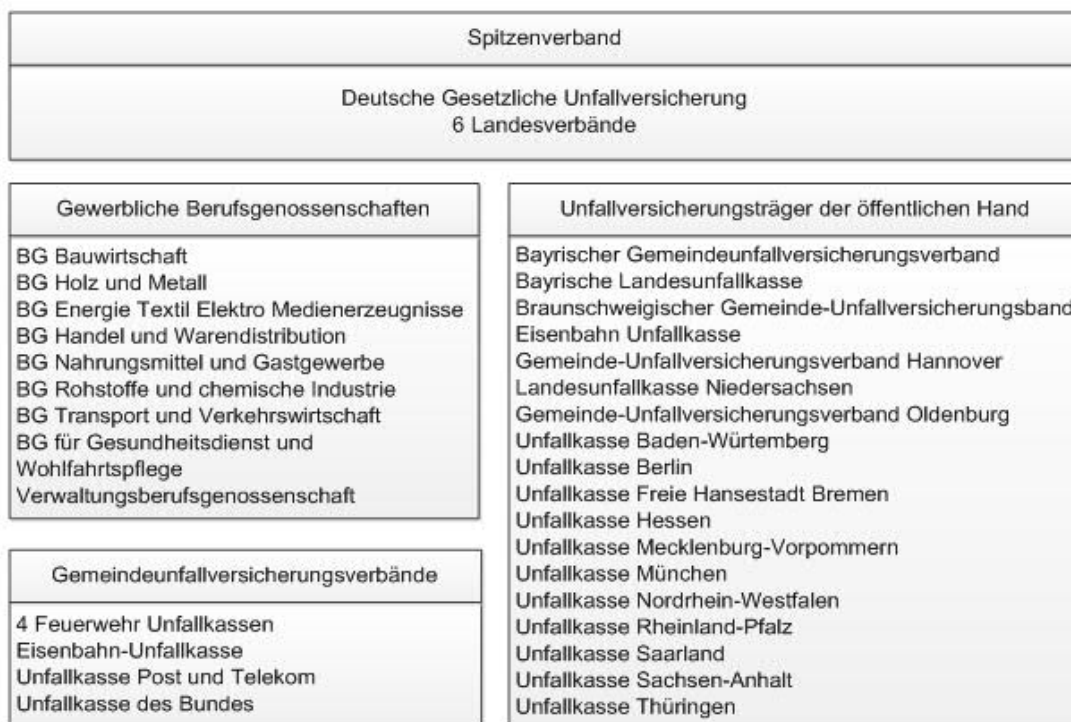 Spitzenverband
Deutsche Gesetzliche Unfallversicherung
6 Landesverbände
Gewerbliche Berufsgenossenschaften
BG Bauwirtschaft
BG Holz und Metall
BG Energie Textil Elektro Medienerzeugnisse
BG Handel und Warendistribution
BG Nahrungsmittel und Gastgewerbe
BG Rohstoffe und chemische Industrie
BG Transport und Verkehrswirtschaft
BG für Gesundheitsdienst und
Wohlfahrtspflege
Verwaltungsberufsgenossenschaft
Gemeindeunfallversicherungsverbände
4 Feuerwehr Unfallkassen
Eisenbahn-Unfallkasse
Unfallkasse Post und Telekom
Unfallkasse des Bundes
Unfallversicherungsträger der öffentlichen Hand
Bayrischer Gemeindeunfallversicherungsverband
Bayrische Landesunfallkasse
Braunschweigischer Gemeinde-Unfallversicherungsband
Eisenbahn Unfallkasse
Gemeinde-Unfallversicherungsverband Hannover
Landesunfallkasse Niedersachsen
Gemeinde-Unfallversicherungsverband Oldenburg
Unfallkasse Baden-Würtemberg
Unfallkasse Berlin
Unfallkasse Freie Hansestadt Bremen
Unfallkasse Hessen
Unfallkasse Mecklenburg-Vorpommern
Unfallkasse München
Unfallkasse Nordrhein-Westfalen
Unfallkasse Rheinland-Pfalz
Unfallkasse Saarland
Unfallkasse Sachsen-Anhalt
Unfallkasse Thüringen